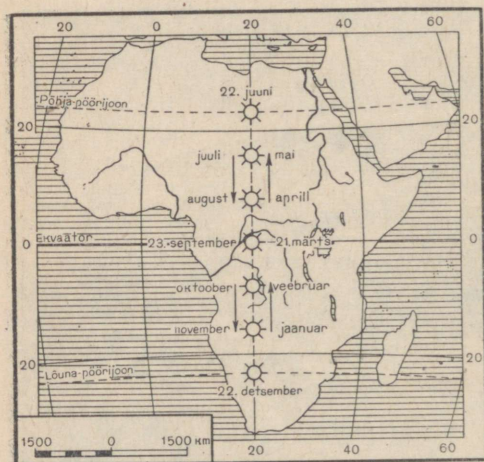 20 0 20 40 60
22. juuni
Põhja-pöörijoon
20 20
juuli mai
august aprill
Ekvaator 23. september 21. märts
0 0
oktoober veebruar
november jaanuar
20 20
Lõuna-pöörijoon
22. detsember
1500 0 1500 км
20 40 60